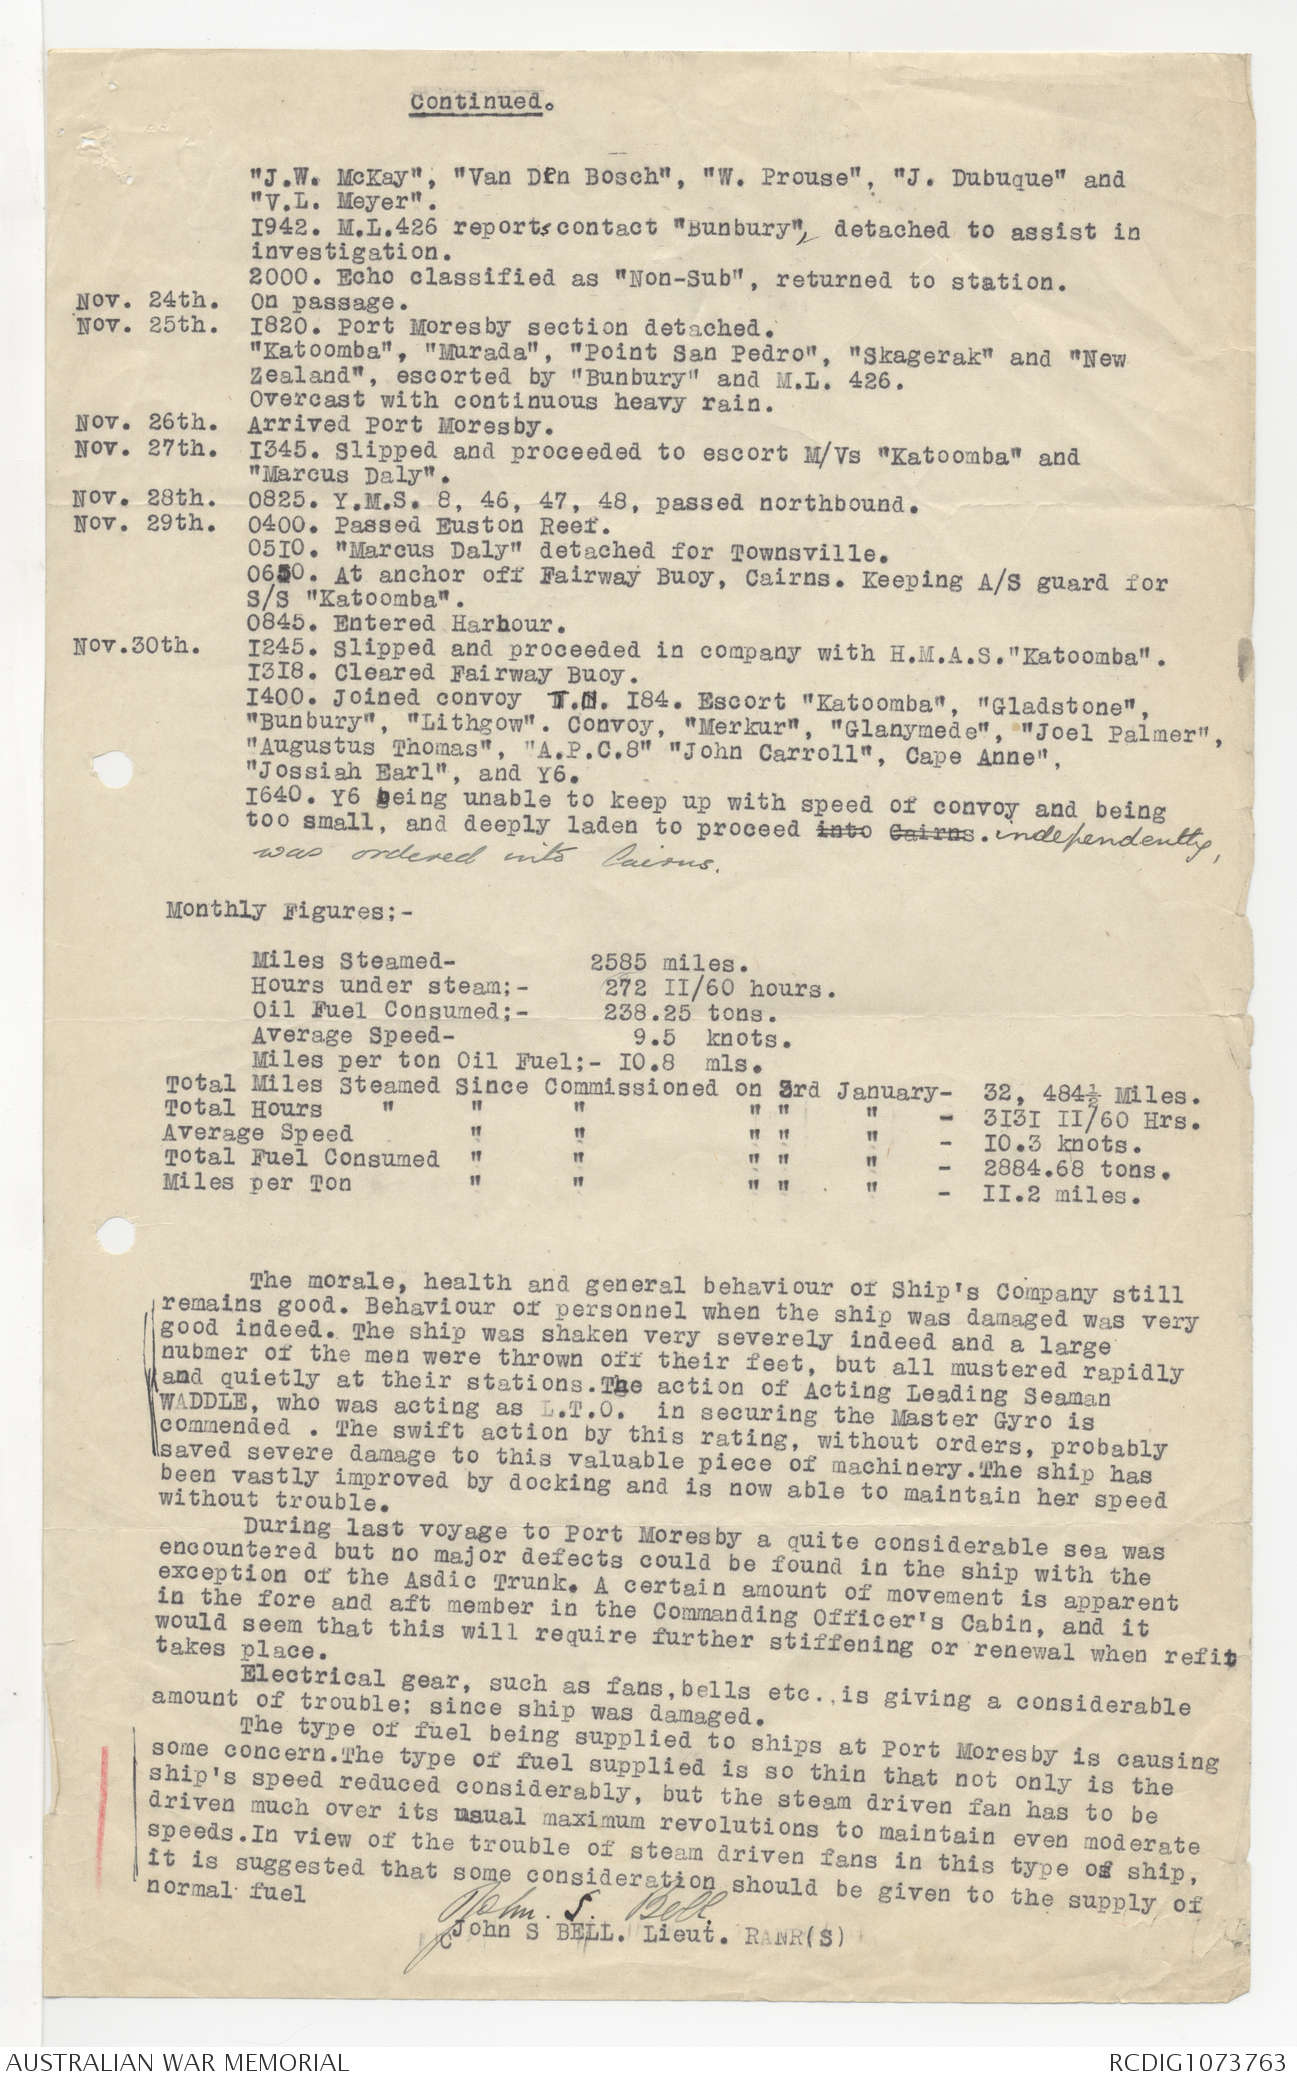 Continued.
"J.W. McKay", "Van Den Bosch", "W. Prouse", "J. Dubuque" and
"V.L. Meyer".
I942. M.L.426 reports contact "Bunbury", detached to assist in
investigation.
2000. Echo classified as "Non-Sub", returned to station.
Nov. 24th. On passage.
Nov. 25th. I820. Port Moresby section detached.
"Katoomba", "Murada", "Point San Pedro", "Skagerak" and "New
Zealand", escorted by "Bunbury" and M.L. 426.
Overcast with continuous heavy rain.
Nov. 26th. Arrived Port Moresby.
Nov. 27th. I345. Slipped and proceeded to escort M/Vs "Katoomba" and
"Marcus Daly".
Nov. 28th. 0825. Y.M.S. 8, 46, 47, 48, passed northbound.
Nov. 29th. 0400. Passed Euston Reef.
05I0. "Marcus Daly" detached for Townsville.
0650. At anchor off Fairway Buoy, Cairns. Keeping A/S guard for
S/S "Katoomba".
0845. Entered Harbour.
Nov.30th. I245. Slipped and proceeded in company with H.M.A.S."Katoomba".
I3I8. Cleared Fairway Buoy.
I400. Joined convoy T.N. I84. Escort "Katoomba", "Gladstone",
"Bunbury", "Lithgow". Convoy, "Merkur", "Glanymede", "Joel Palmer",
"Augustus Thomas", "A.P.C.8" "John Carroll", Cape Anne",
"Jossiah Earl", and Y6.
I640. Y6 being unable to keep up with speed of convoy and being
too small, and deeply laden to proceed into Cairns. independently,
was ordered into Cairns.
Monthly Figures;-
Miles Steamed- 2585 miles.
Hours under steam;- 272 II/60 hours.
Oil Fuel Consumed;- 238.25 tons.
Average Speed- 9.5 knots.
Miles per ton Oil Fuel;- I0.8 mls.
Total Miles Steamed Since Commissioned on 3rd January- 32, 484½ Miles.
Total Hours " " " " " " - 3I3I II/60 Hrs.
Average Speed " " " " " - I0.3 knots.
Total Fuel Consumed " " " " " - 2884.68 tons.
Miles per Ton " " " " " - II.2 miles.
The morale, health and general behaviour of Ship's Company still
remains good. Behaviour of personnel when the ship was damaged was very
good indeed. The ship was shaken very severely indeed and a large
nubmer of the men were thrown off their feet, but all mustered rapidly
and quietly at their stations.The action of Acting Leading Seaman
WADDLE, who was acting as L.T.O. in securing the Master Gyro is
commended . The swift action by this rating, without orders, probably
saved severe damage to this valuable piece of machinery.The ship has
been vastly improved by docking and is now able to maintain her speed
without trouble.
During last voyage to Port Moresby a quite considerable sea was
encountered but no major defects could be found in the ship with the
exception of the Asdic Trunk. A certain amount of movement is apparent
in the fore and aft member in the Commanding Officer's Cabin, and it
would seem that this will require further stiffening or renewal when refit
takes place.
Electrical gear, such as fans,bells etc.,is giving a considerable
amount of trouble; since ship was damaged.
The type of fuel being supplied to ships at Port Moresby is causing
some concern.The type of fuel supplied is so thin that not only is the
ship's speed reduced considerably, but the steam driven fan has to be
driven much over its usual maximum revolutions to maintain even moderate
speeds.In view of the trouble of steam driven fans in this type of ship,
it is suggested that some consideration should be given to the supply of
normal fuel
John. S. Bell.
John S BELL. Lieut. RANR(S)
AUSTRALIAN WAR MEMORIAL RCDIG1073763